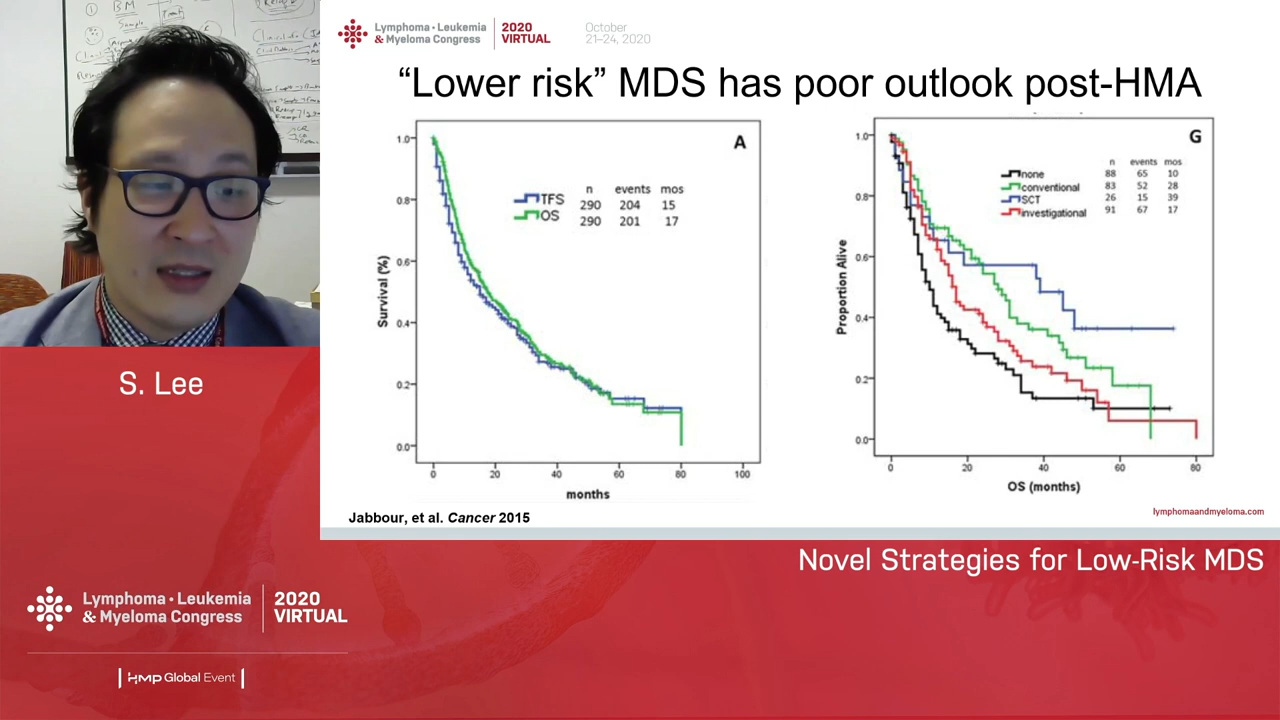 ① BM
Sample
Lymphoma · Leukemia
& Myeloma Congress
2020
VIRTUAL
October
21–24, 2020
“Lower risk” MDS has poor outlook post-HMA
A
n events mos
TFS 290 204 15
OS 290 201 17
Survival (%)
1.0
0.8
0.6
0.4
0.2
0.0
0 20 40 60 80 100
months
G
n events mos
none 88 65 10
conventional 83 52 28
SCT 26 15 39
investigational 91 67 17
Proportion Alive
1.0
0.8
0.6
0.4
0.2
0.0
0 20 40 60 80
OS (months)
Jabbour, et al. Cancer 2015
lymphomaandmyeloma.com
S. Lee
Novel Strategies for Low-Risk MDS
Lymphoma · Leukemia
& Myeloma Congress
2020
VIRTUAL
HMP Global Event